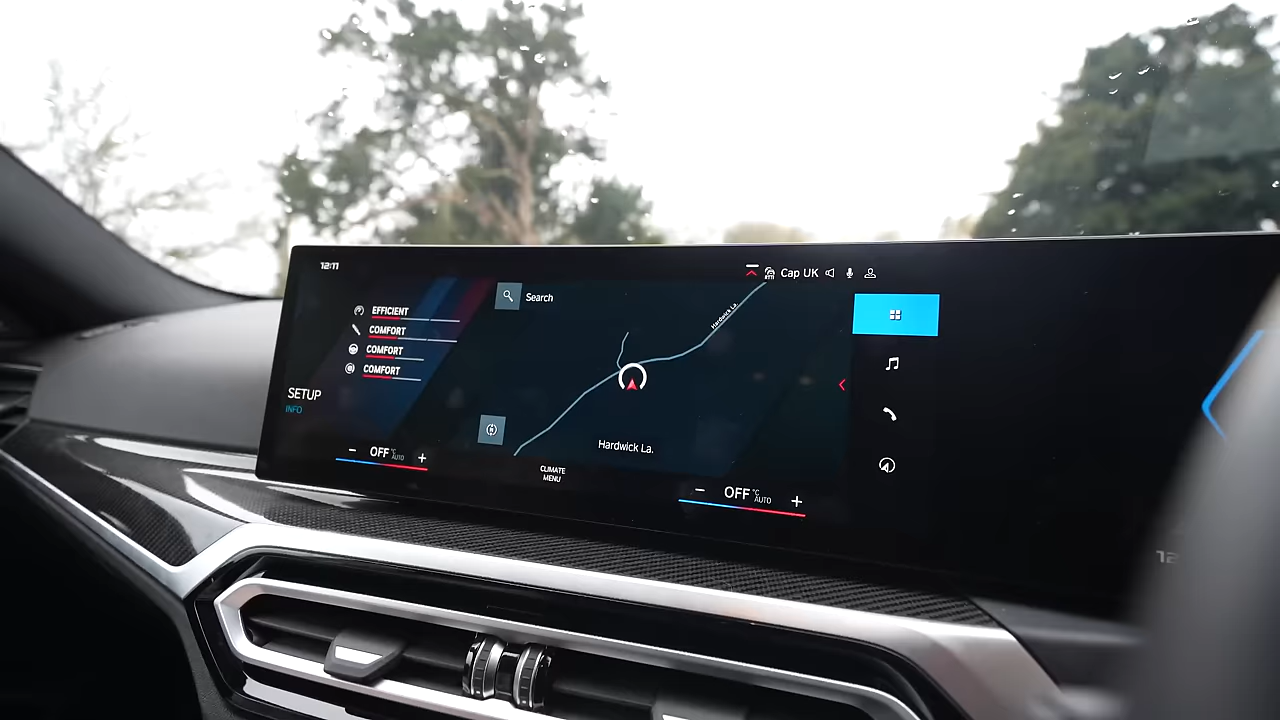 12:11
Cap UK
EFFICIENT
COMFORT
COMFORT
COMFORT
SETUP
INFO
Search
Hardwick La.
Hardwick La.
- OFF °C AUTO +
CLIMATE
MENU
- OFF °C AUTO +
12